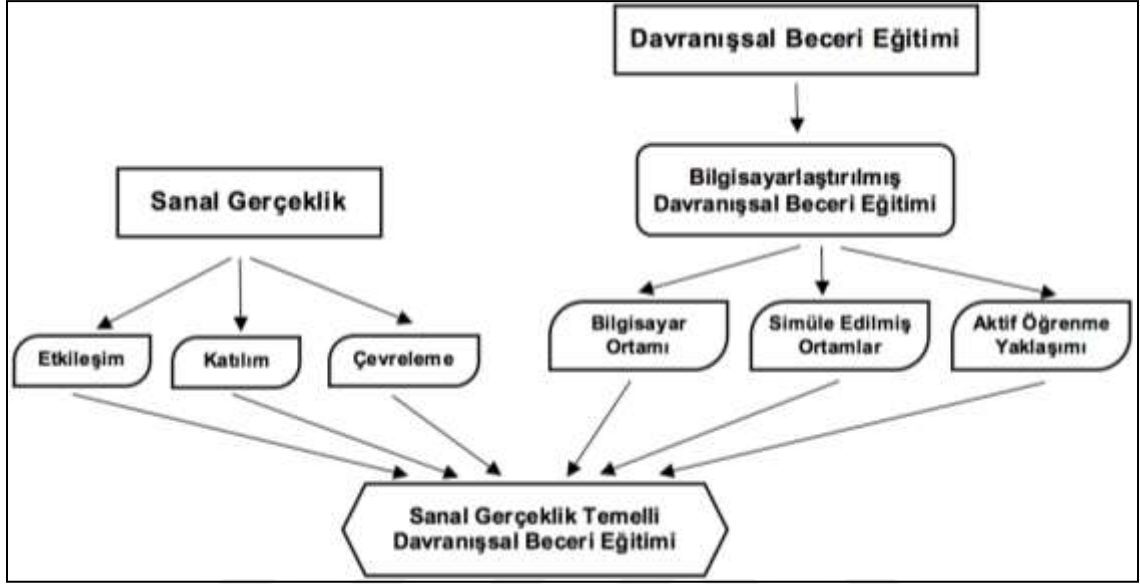 Davranışsal Beceri Eğitimi
Bilgisayarlaştırılmış
Davranışsal Beceri Eğitimi
Sanal Gerçeklik
Etkileşim
Katılım
Çevreleme
Bilgisayar
Ortamı
Simüle Edilmiş
Ortamlar
Aktif Öğrenme
Yaklaşımı
Sanal Gerçeklik Temelli
Davranışsal Beceri Eğitimi